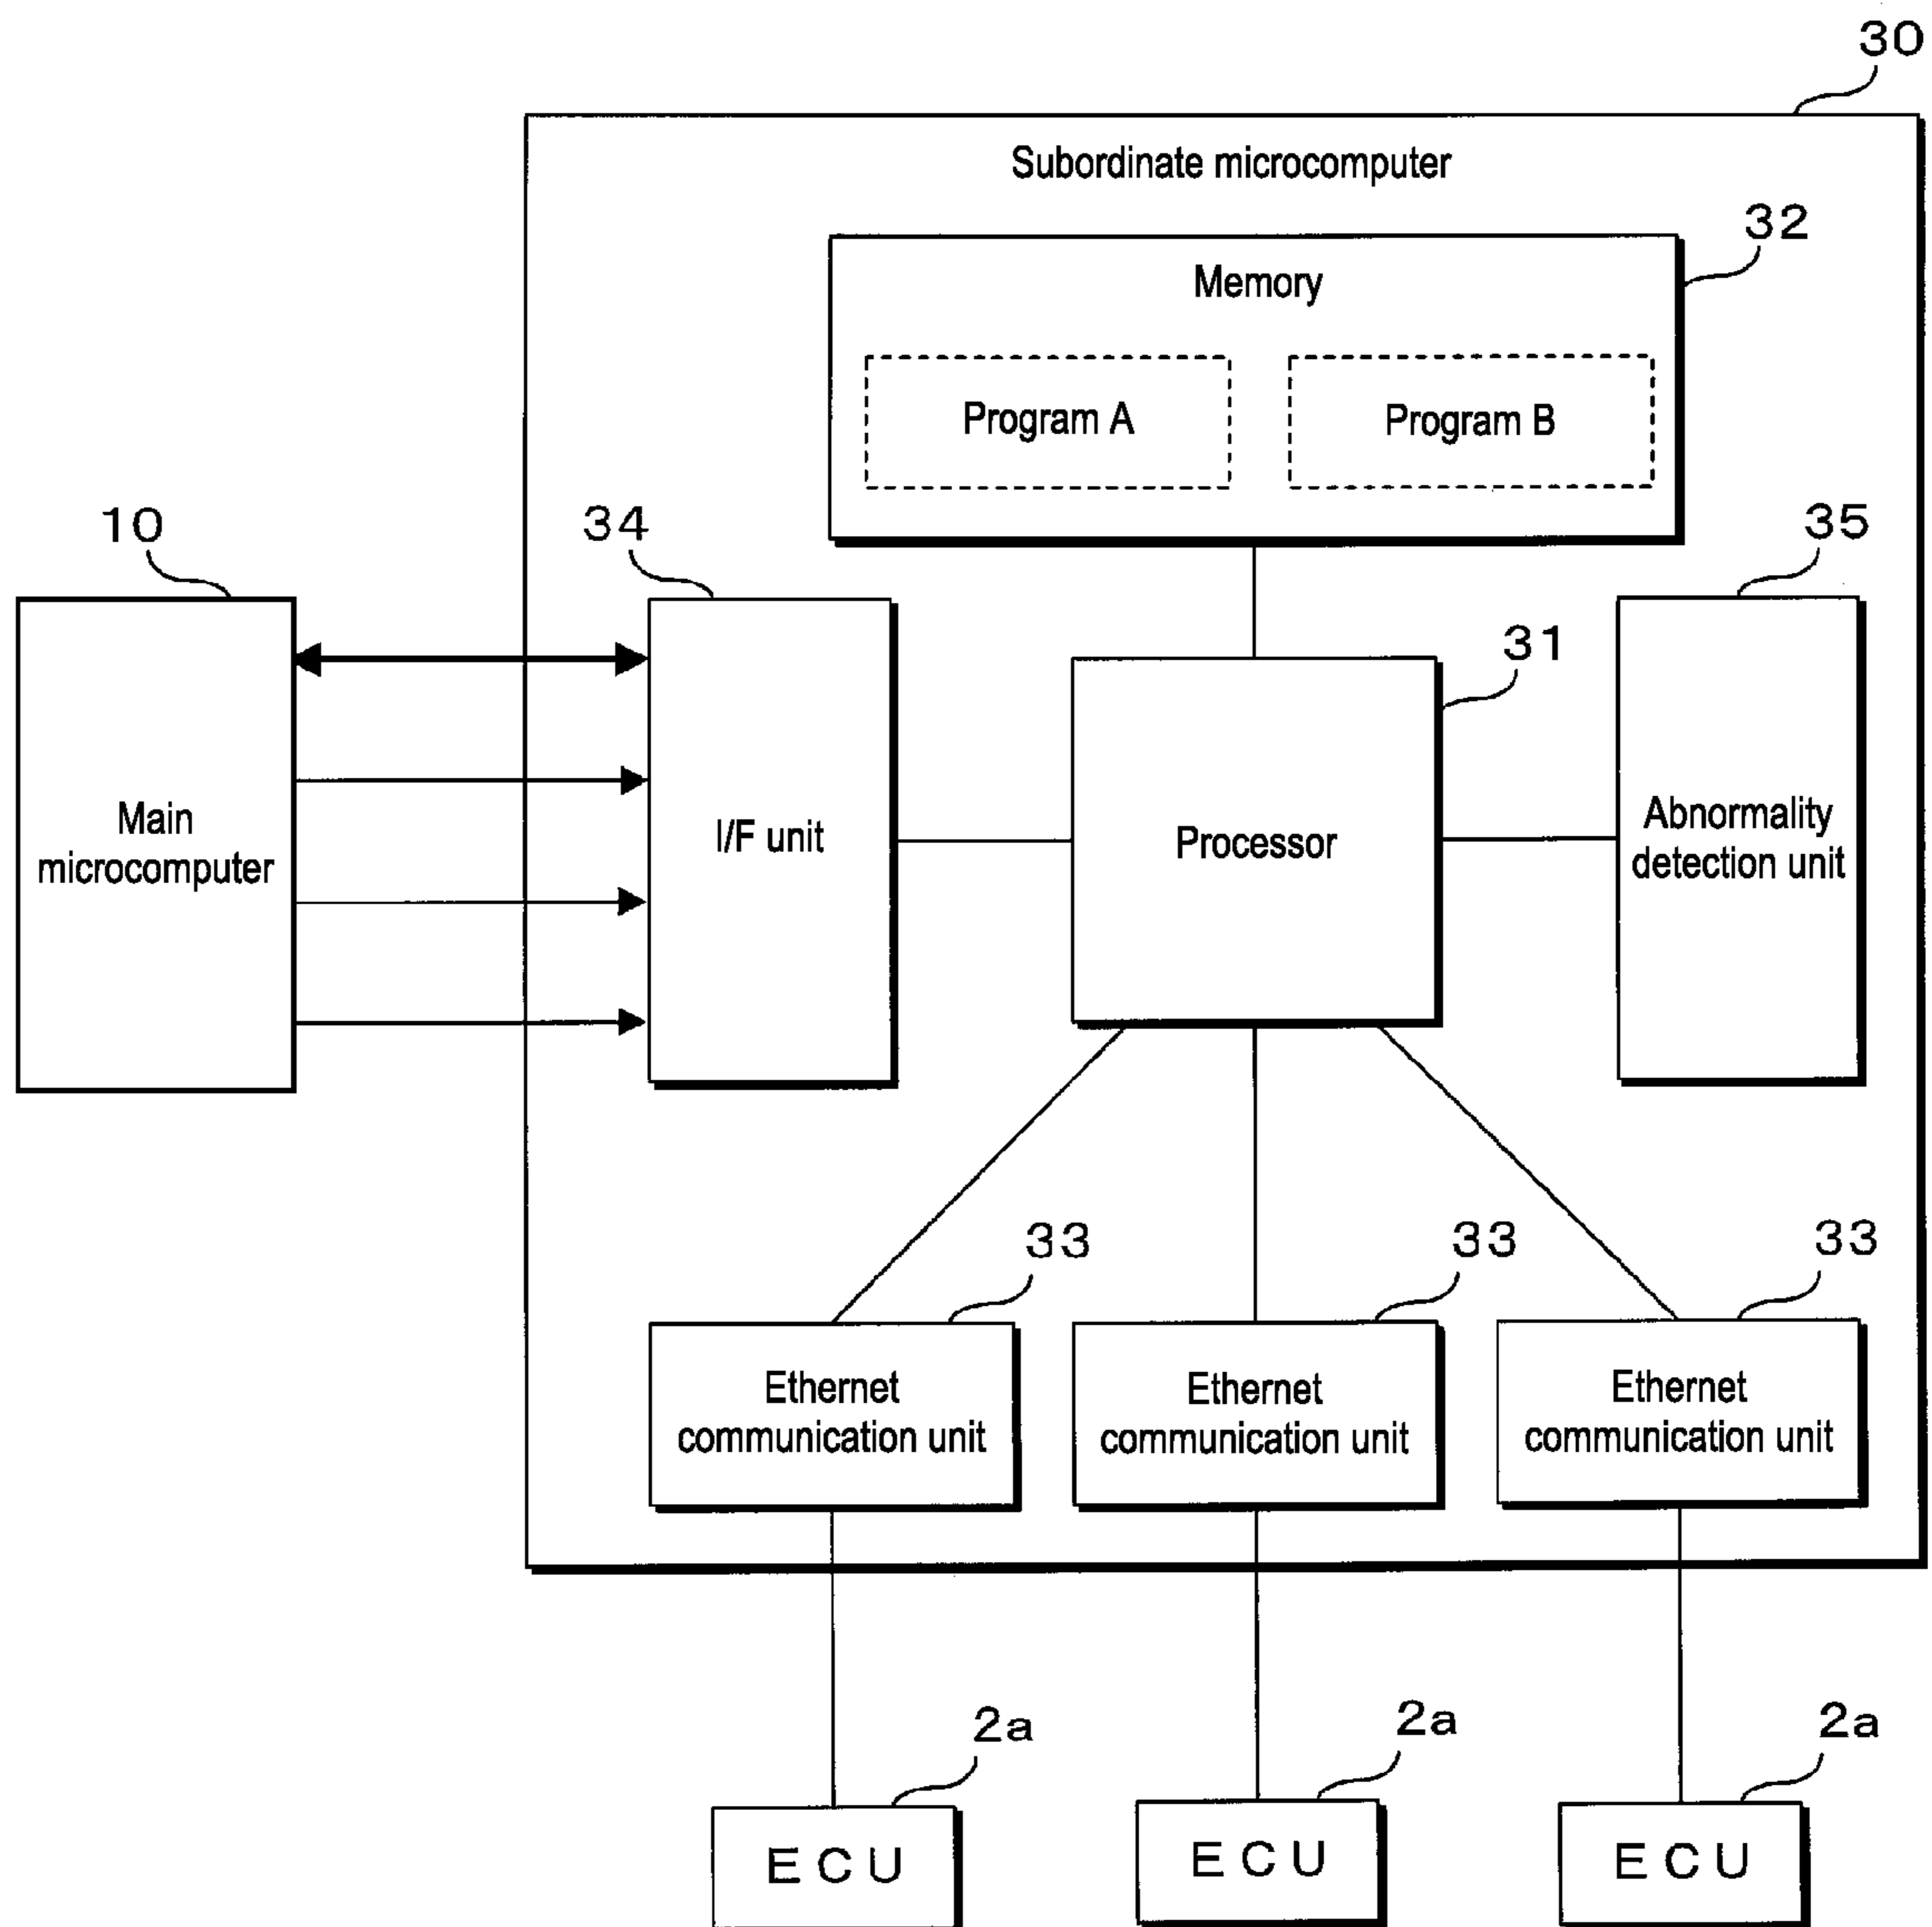 30
Subordinate microcomputer
32
Memory
Program A
Program B
10
34
35
31
Main
microcomputer
I/F unit
Processor
Abnormality
detection unit
33
33
33
Ethernet
communication unit
Ethernet
communication unit
Ethernet
communication unit
2a
2a
2a
ECU
ECU
ECU